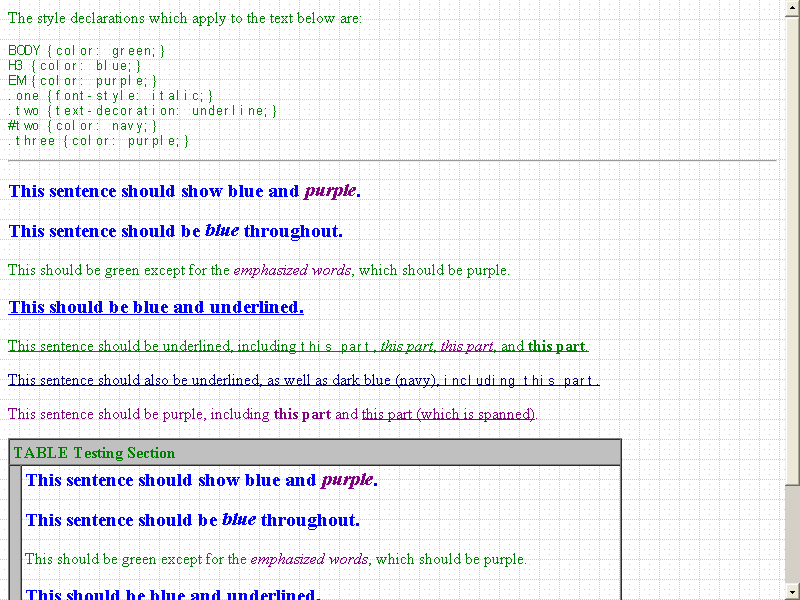 The style declarations which apply to the text below are:
BODY {color: green;}
H3 {color: blue;}
EM {color: purple;}
.one {font-style: italic;}
.two {text-decoration: underline;}
#two {color: navy;}
.three {color: purple;}
This sentence should show blue and purple.
This sentence should be blue throughout.
This should be green except for the emphasized words, which should be purple.
This should be blue and underlined.
This sentence should be underlined, including this part, this part, this part, and this part.
This sentence should also be underlined, as well as dark blue (navy), including this part.
This sentence should be purple, including this part and this part (which is spanned).
TABLE Testing Section
This sentence should show blue and purple.
This sentence should be blue throughout.
This should be green except for the emphasized words, which should be purple.
This should be blue and underlined.